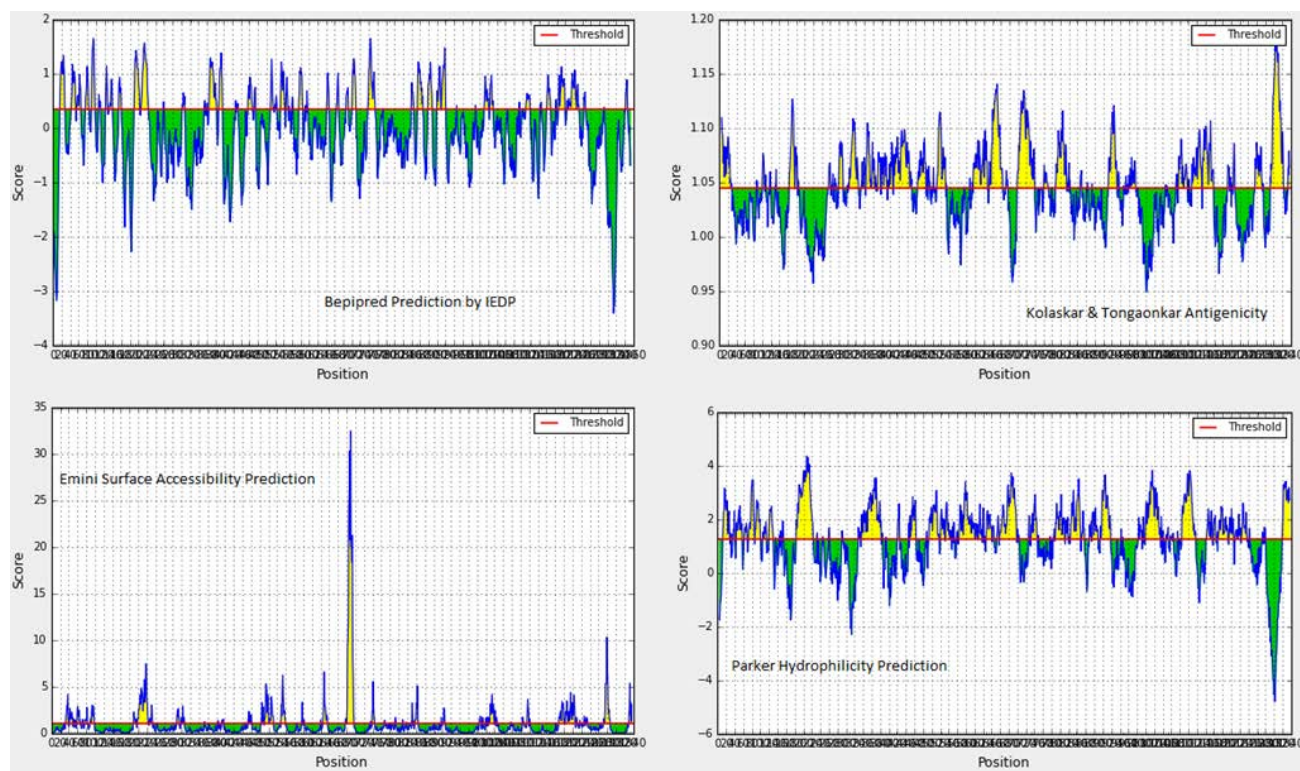 Threshold
2
1
0
−1
−2
−3
−4
Score
Bepipred Prediction by IEDP
Position
Threshold
1.20
1.15
1.10
1.05
1.00
0.95
0.90
Score
Kolaskar & Tongaonkar Antigenicity
Position
Threshold
35
30
25
20
15
10
5
0
Score
Emini Surface Accessibility Prediction
Position
Threshold
6
4
2
0
−2
−4
−6
Score
Parker Hydrophilicity Prediction
Position